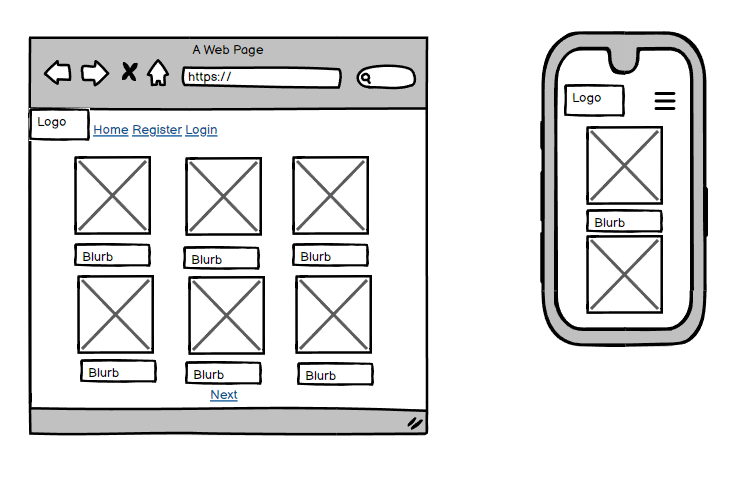 A Web Page
https://
Logo
Home Register Login
Blurb Blurb Blurb
Blurb Blurb Blurb
Next
Logo
Blurb